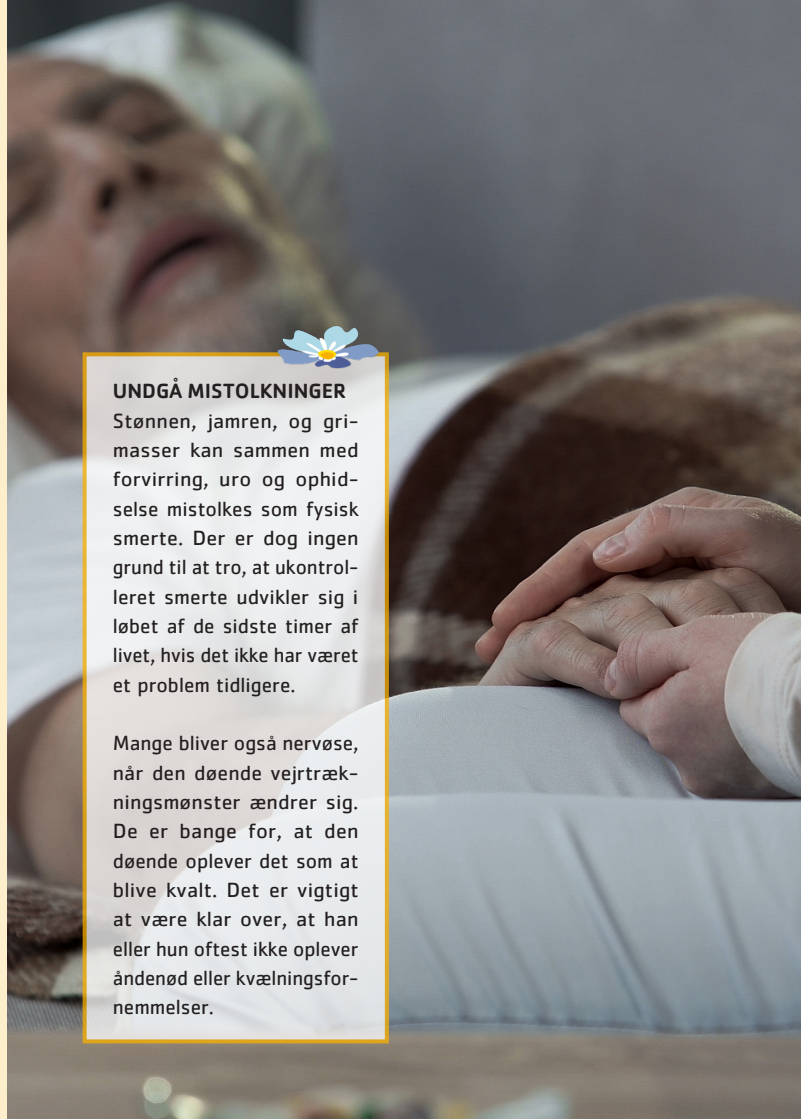 UNDGÅ MISTOLKNINGER
Stønnen, jamren, og gri-
masser kan sammen med
forvirring, uro og ophid-
selse mistolkes som fysisk
smerte. Der er dog ingen
grund til at tro, at ukontrol-
leret smerte udvikler sig i
løbet af de sidste timer af
livet, hvis det ikke har været
et problem tidligere.

Mange bliver også nervøse,
når den døende vejrtræk-
ningsmønster ændrer sig.
De er bange for, at den
døende oplever det som at
blive kvalt. Det er vigtigt
at være klar over, at han
eller hun oftest ikke oplever
åndenød eller kvælningsfor-
nemmelser.